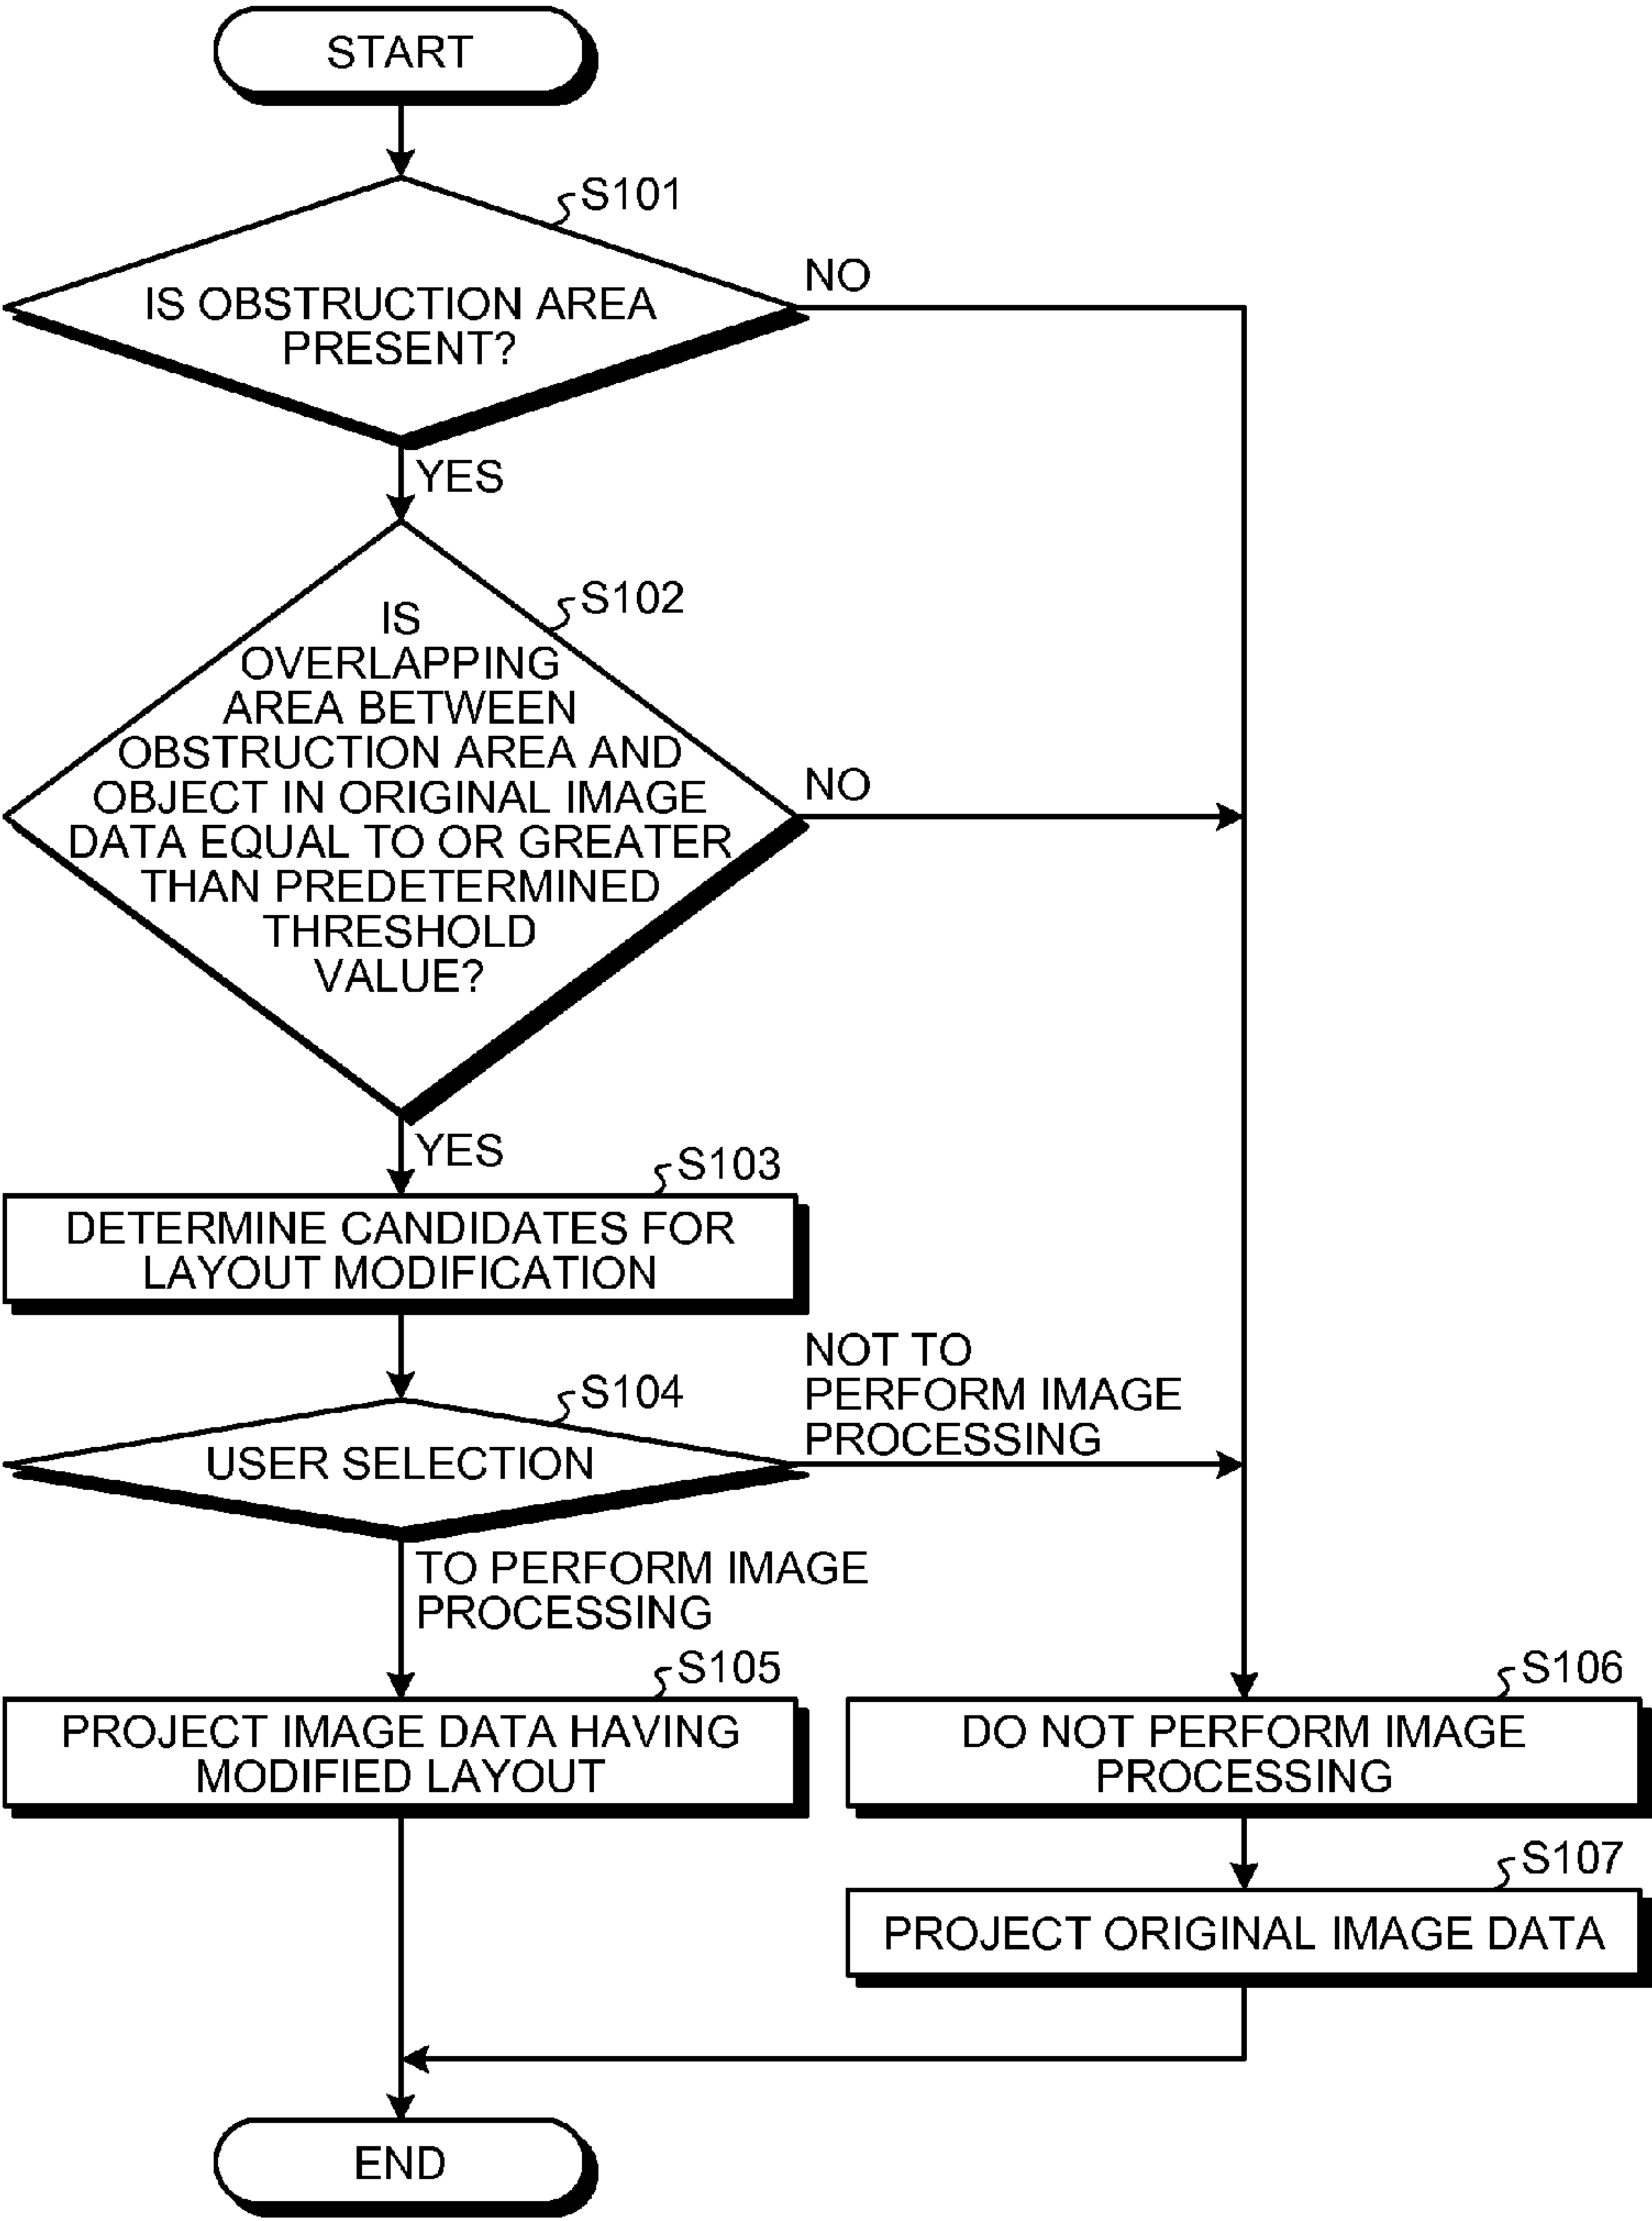 START
S101
IS OBSTRUCTION AREA
PRESENT?
NO
YES
S102
IS
OVERLAPPING
AREA BETWEEN
OBSTRUCTION AREA AND
OBJECT IN ORIGINAL IMAGE
DATA EQUAL TO OR GREATER
THAN PREDETERMINED
THRESHOLD
VALUE?
NO
YES
S103
DETERMINE CANDIDATES FOR
LAYOUT MODIFICATION
S104
USER SELECTION
NOT TO
PERFORM IMAGE
PROCESSING
TO PERFORM IMAGE
PROCESSING
S105
PROJECT IMAGE DATA HAVING
MODIFIED LAYOUT
S106
DO NOT PERFORM IMAGE
PROCESSING
S107
PROJECT ORIGINAL IMAGE DATA
END